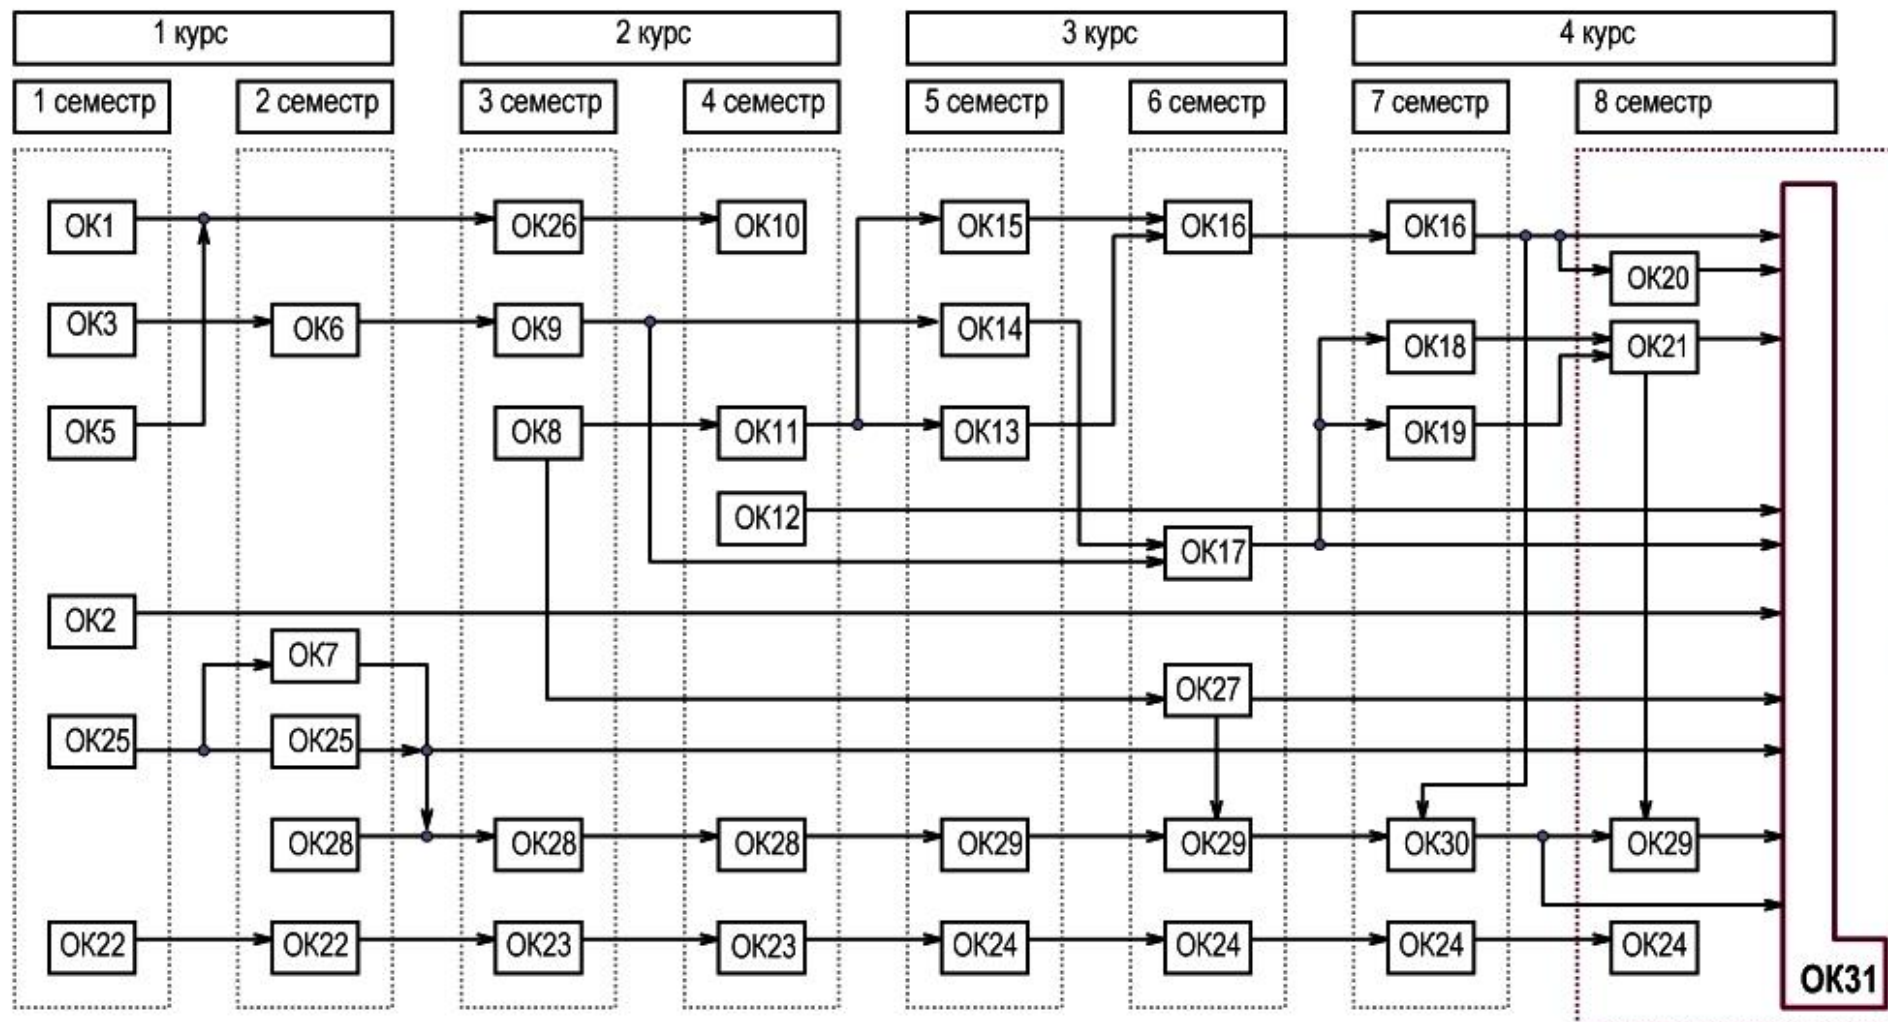 1 курс 2 курс 3 курс 4 курс
1 семестр 2 семестр 3 семестр 4 семестр 5 семестр 6 семестр 7 семестр 8 семестр
ОК1 ОК26 ОК10 ОК15 ОК16 ОК16
ОК20
ОК3 ОК6 ОК9 ОК14 ОК18 ОК21
ОК5 ОК8 ОК11 ОК13 ОК19
ОК12
ОК17
ОК2
ОК7
ОК27
ОК25 ОК25
ОК28 ОК28 ОК28 ОК29 ОК29 ОК30 ОК29
ОК22 ОК22 ОК23 ОК23 ОК24 ОК24 ОК24 ОК24
ОК31